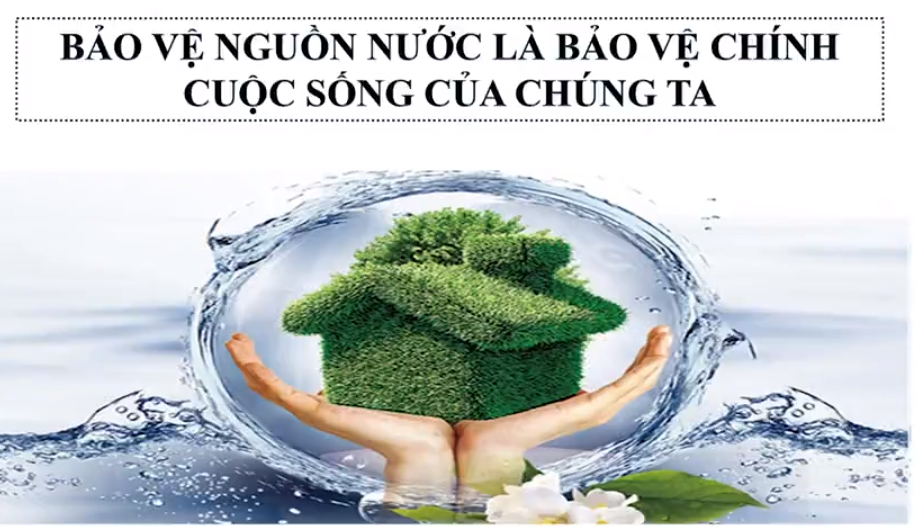 BẢO VỆ NGUỒN NƯỚC LÀ BẢO VỆ CHÍNH
CUỘC SỐNG CỦA CHÚNG TA